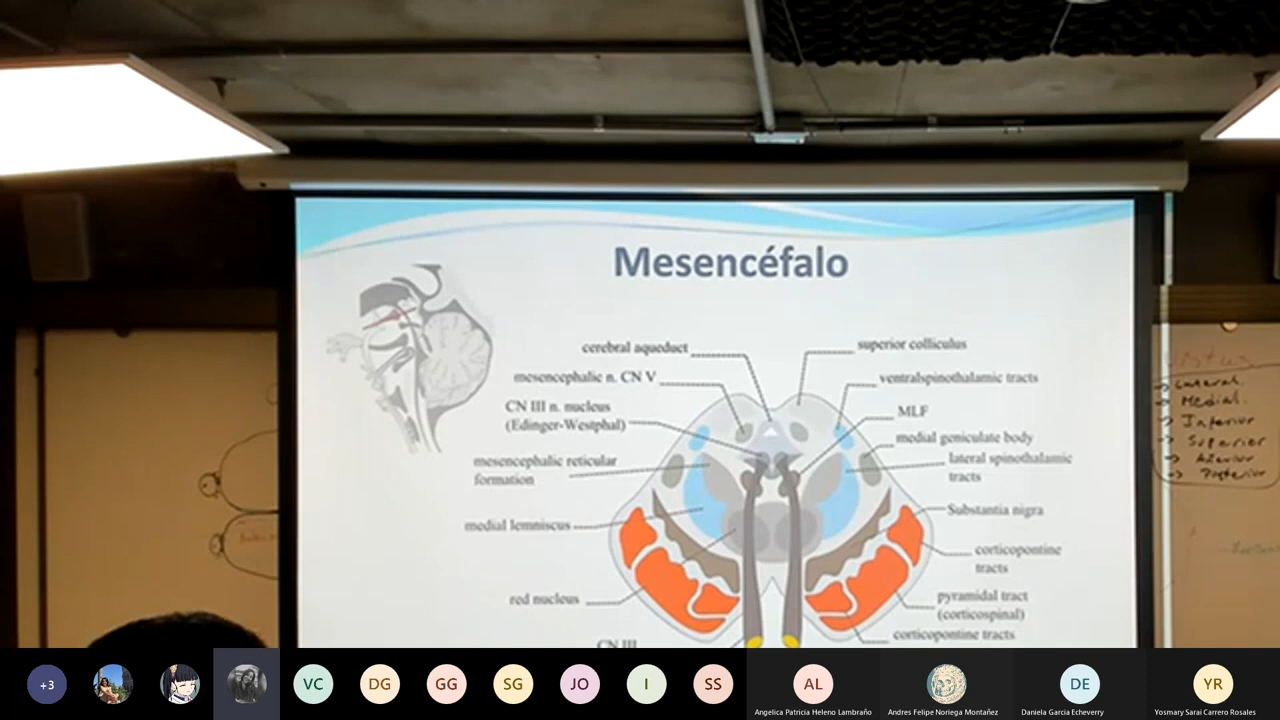 Mesencéfalo
cerebral aqueduct
mesencephalic n. CN V
CN III n. nucleus
(Edinger-Westphal)
mesencephalic reticular
formation
medial lemniscus
red nucleus
CN III
superior colliculus
ventralspinothalamic tracts
MLF
medial geniculate body
lateral spinothalamic
tracts
Substantia nigra
corticopontine
tracts
pyramidal tract
(corticospinal)
corticopontine tracts
Lateral.
Medial.
Inferior
Superior
Posterior
+3
VC
DG
GG
SG
JO
I
SS
AL
DE
YR
Angelica Patricia Heleno Lambraño
Andres Felipe Noriega Montañez
Daniela Garcia Echeverry
Yosmary Sarai Carrero Rosales